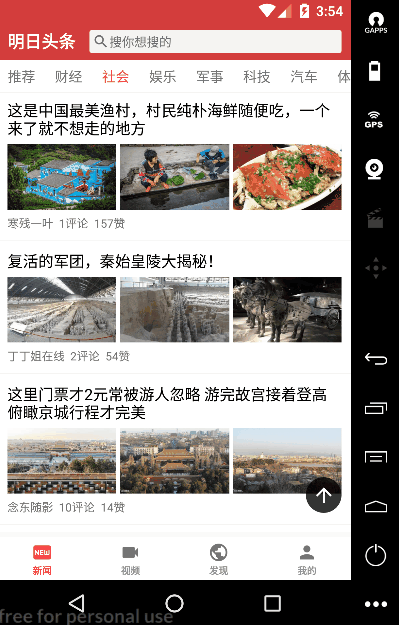 3:54
GAPPS
明日头条
搜你想搜的
推荐 财经 社会 娱乐 军事 科技 汽车 体
GPS
这是中国最美渔村，村民纯朴海鲜随便吃，一个
来了就不想走的地方
寒残一叶 1评论 157赞
复活的军团，秦始皇陵大揭秘！
丁丁姐在线 2评论 54赞
这里门票才2元常被游人忽略 游完故宫接着登高
俯瞰京城行程才完美
念东随影 10评论 14赞
NEW
新闻 视频 发现 我的
free for personal use